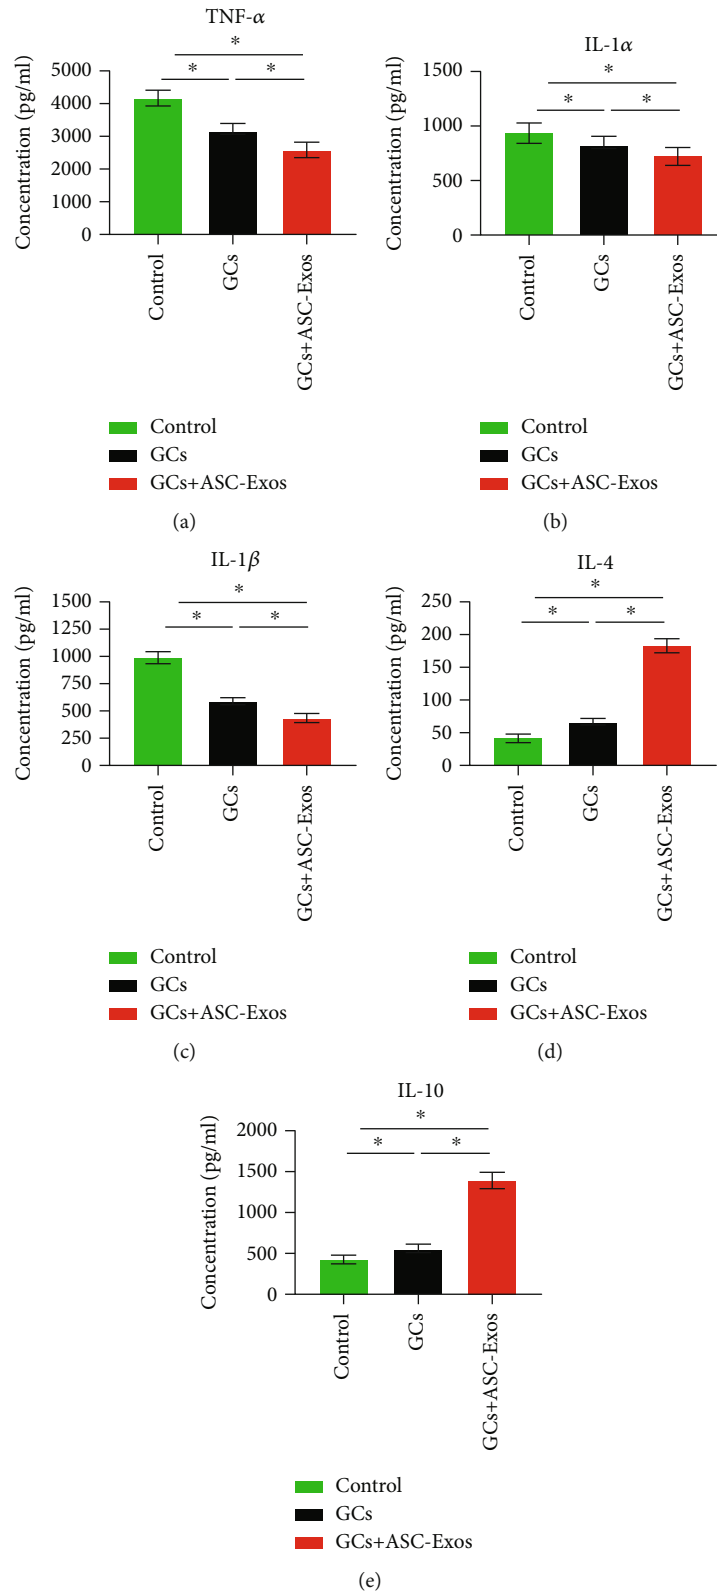 TNF-α
*
* *
Concentration (pg/ml)
5000
4000
3000
2000
1000
0
Control
GCs
GCs+ASC-Exos
Control
GCs
GCs+ASC-Exos
(a)
IL-1α
*
* *
Concentration (pg/ml)
1500
1000
500
0
Control
GCs
GCs+ASC-Exos
Control
GCs
GCs+ASC-Exos
(b)
IL-1β
*
* *
Concentration (pg/ml)
1500
1250
1000
750
500
250
0
Control
GCs
GCs+ASC-Exos
Control
GCs
GCs+ASC-Exos
(c)
IL-4
*
* *
Concentration (pg/ml)
250
200
150
100
50
0
Control
GCs
GCs+ASC-Exos
Control
GCs
GCs+ASC-Exos
(d)
IL-10
*
* *
Concentration (pg/ml)
2000
1500
1000
500
0
Control
GCs
GCs+ASC-Exos
Control
GCs
GCs+ASC-Exos
(e)